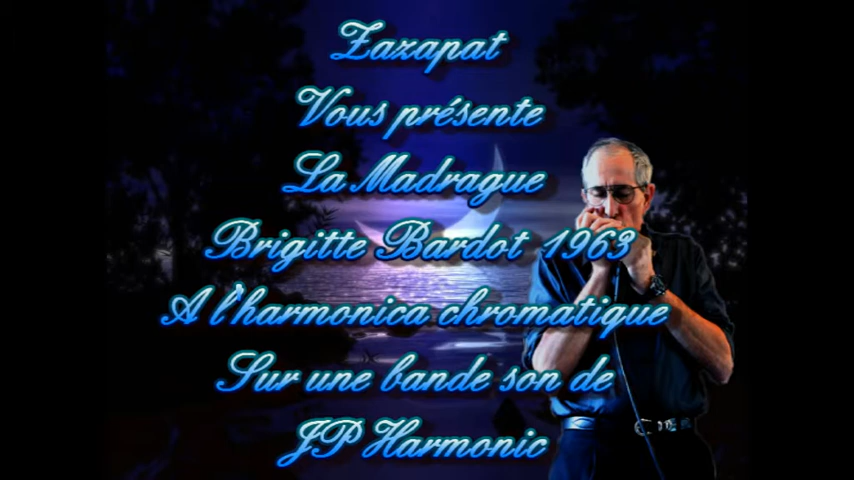 Zazapat
Vous présente
La Madrague
Brigitte Bardot 1963
A l'harmonica chromatique
Sur une bande son de
JP Harmonic